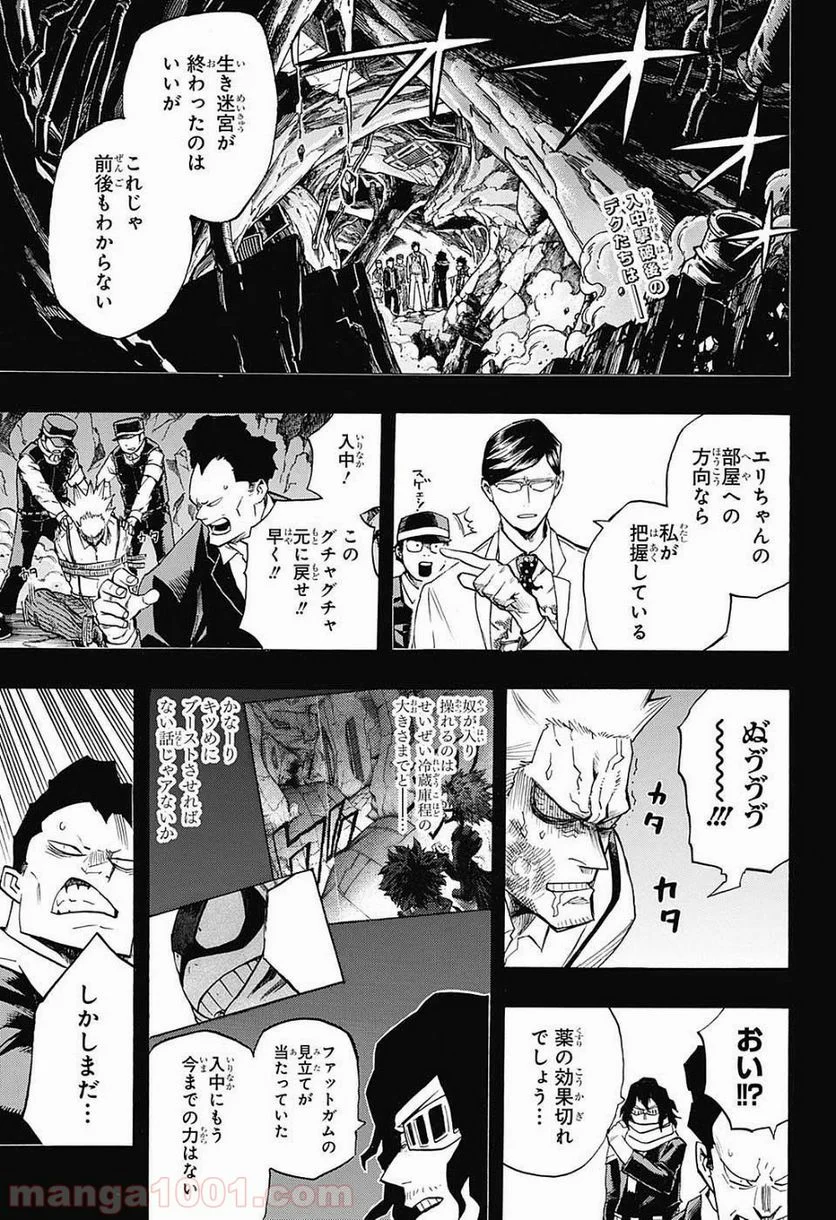 入中撃破後の
デクたちは――
生き迷宮が
終わったのは
いいが
これじゃ
前後もわからない
エリちゃんの
部屋への
方向なら
私が
把握している
スゲェッ
入中!
この
グチャグチャ
元に戻せ!!
早く!!
カタ
カタ
ぬ゙ゔゔゔ
〰〰!!!
カタ
カタ
おい!!?
薬の効果切れ
でしょう…
奴が入り
操れるのは
せいぜい冷蔵庫程の
大きさまでと――…
かなーり
キツめに
ブーストさせれば
ない話じゃアないか
ファットガムの
見立てが
当たっていた
入中にもう
今までの力はない
しかしまだ…
manga1001.com